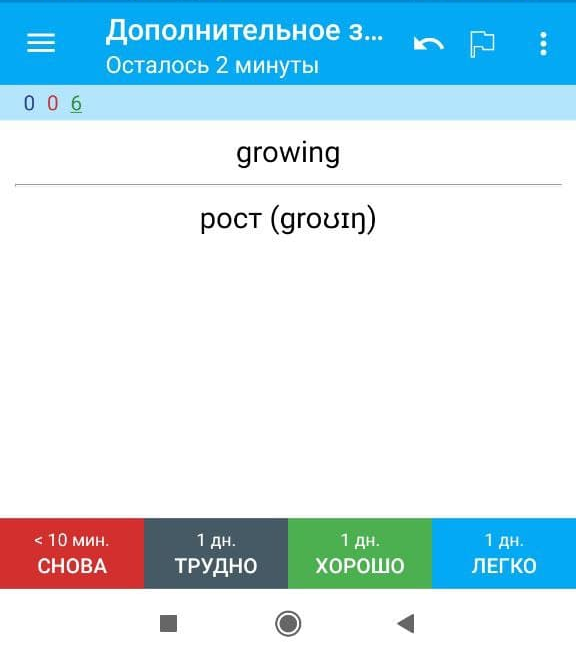 Дополнительное з...
Осталось 2 минуты
0 0 6
growing
рост (groʊɪŋ)
< 10 мин.
СНОВА
1 дн.
ТРУДНО
1 дн.
ХОРОШО
1 дн.
ЛЕГКО